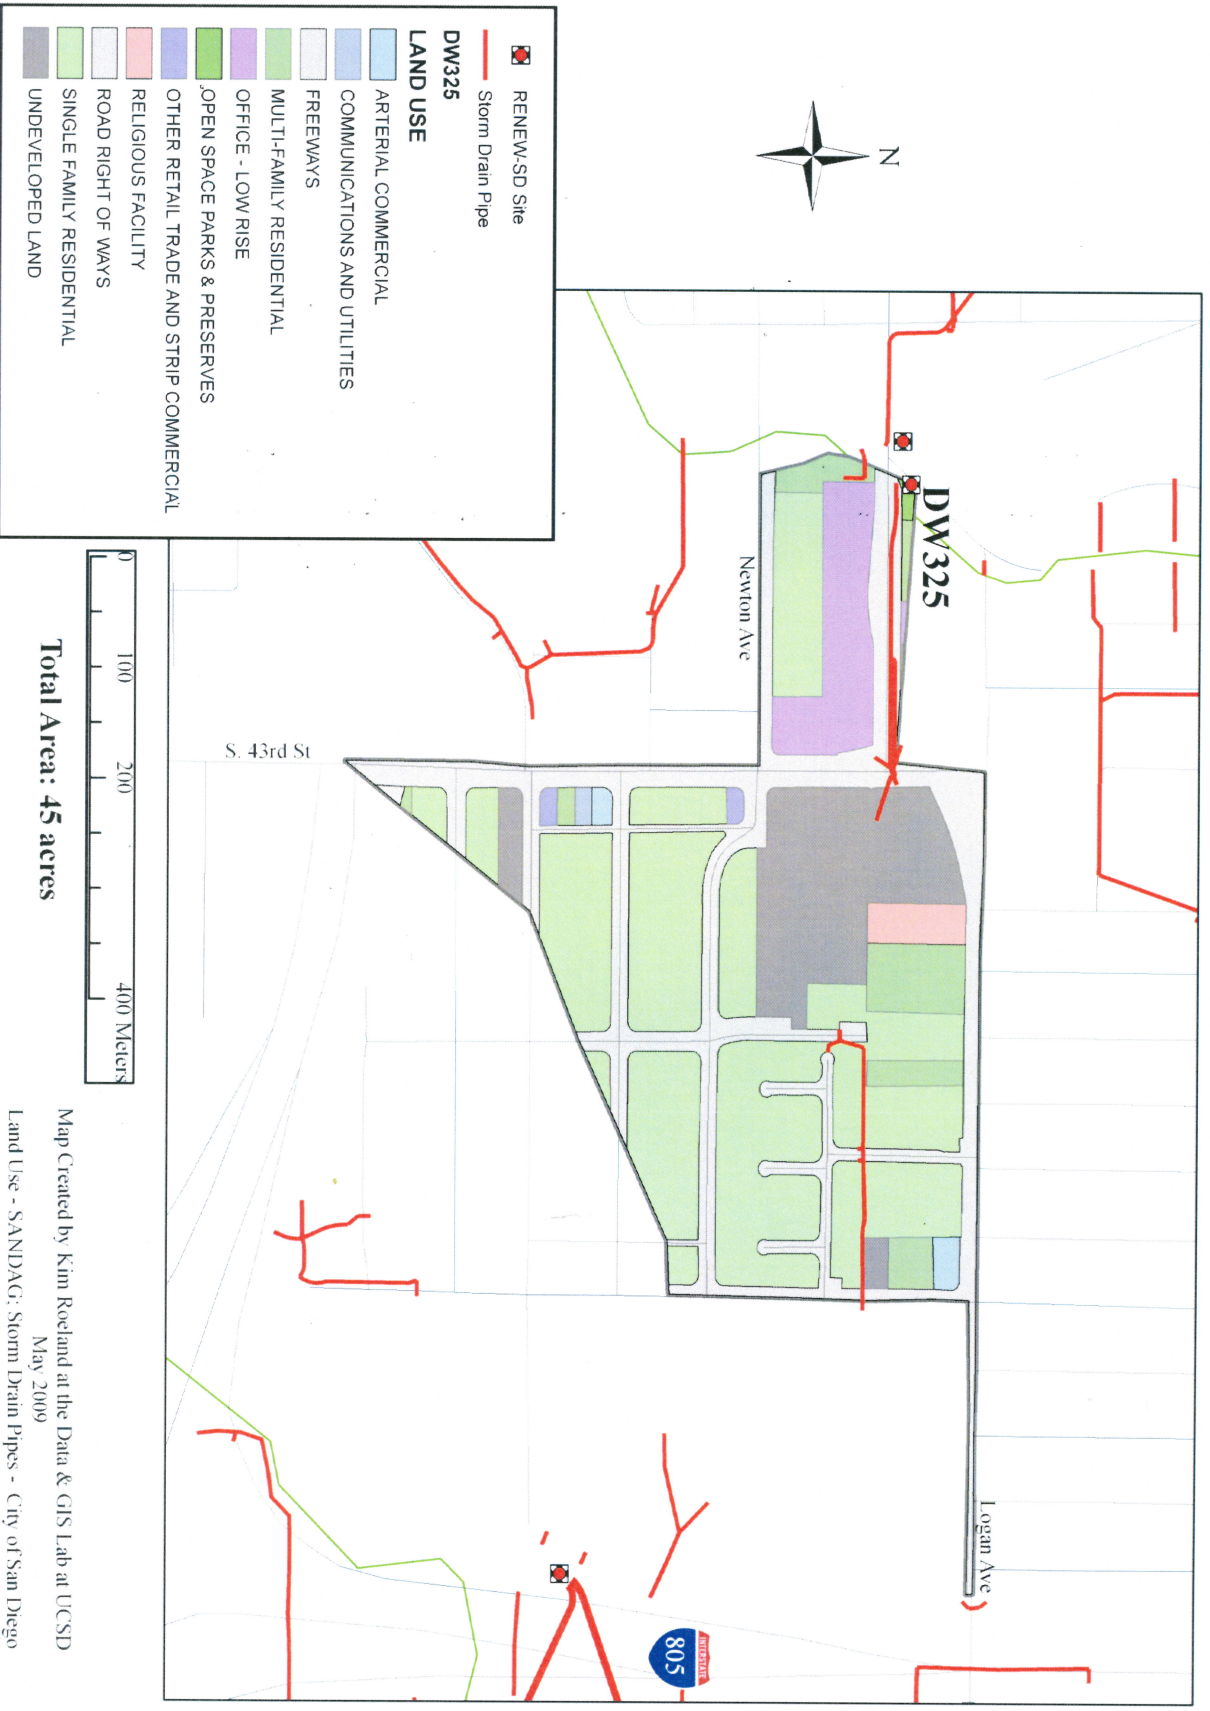 N
RENEW-SD Site
Storm Drain Pipe
DW325
LAND USE
ARTERIAL COMMERCIAL
COMMUNICATIONS AND UTILITIES
FREEWAYS
MULTI-FAMILY RESIDENTIAL
OFFICE - LOW RISE
OPEN SPACE PARKS & PRESERVES
OTHER RETAIL TRADE AND STRIP COMMERCIAL
RELIGIOUS FACILITY
ROAD RIGHT OF WAYS
SINGLE FAMILY RESIDENTIAL
UNDEVELOPED LAND
DW325
Newton Ave
S. 43rd St
Logan Ave
INTERSTATE
805
0 100 200 400 Meters
Total Area: 45 acres
Map Created by Kim Roeland at the Data & GIS Lab at UCSD
May 2009
Land Use - SANDAG; Storm Drain Pipes - City of San Diego